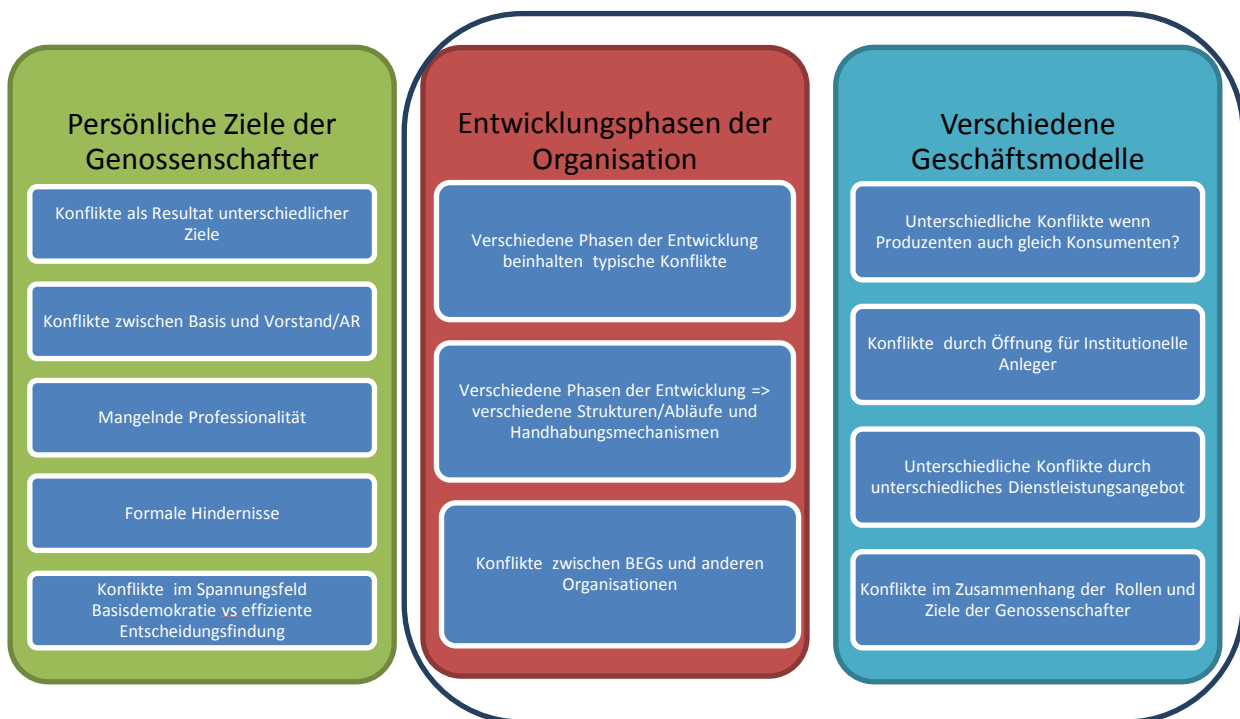 Persönliche Ziele der
Genossenschafter
Konflikte als Resultat unterschiedlicher
Ziele
Konflikte zwischen Basis und Vorstand/AR
Mangelnde Professionalität
Formale Hindernisse
Konflikte im Spannungsfeld
Basisdemokratie vs effiziente
Entscheidungsfindung
Entwicklungsphasen der
Organisation
Verschiedene Phasen der Entwicklung
beinhalten typische Konflikte
Verschiedene Phasen der Entwicklung =>
verschiedene Strukturen/Abläufe und
Handhabungsmechanismen
Konflikte zwischen BEGs und anderen
Organisationen
Verschiedene
Geschäftsmodelle
Unterschiedliche Konflikte wenn
Produzenten auch gleich Konsumenten?
Konflikte durch Öffnung für Institutionelle
Anleger
Unterschiedliche Konflikte durch
unterschiedliches Dienstleistungsangebot
Konflikte im Zusammenhang der Rollen und
Ziele der Genossenschafter